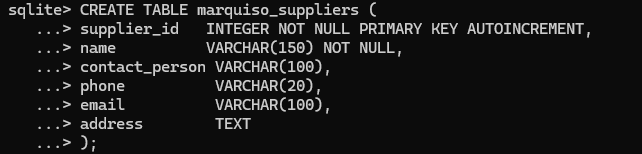 sqlite> CREATE TABLE marquiso_suppliers (
   ...> supplier_id   INTEGER NOT NULL PRIMARY KEY AUTOINCREMENT,
   ...> name          VARCHAR(150) NOT NULL,
   ...> contact_person VARCHAR(100),
   ...> phone          VARCHAR(20),
   ...> email          VARCHAR(100),
   ...> address        TEXT
   ...> );